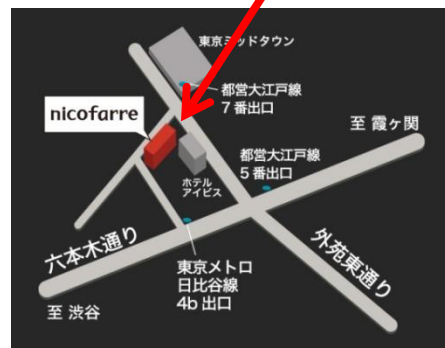 東京ミッドタウン
都営大江戸線
7番出口
nicofarre
至 霞ヶ関
都営大江戸線
5番出口
ホテル
アイビス
六本木通り
外苑東通り
東京メトロ
日比谷線
4b 出口
至 渋谷